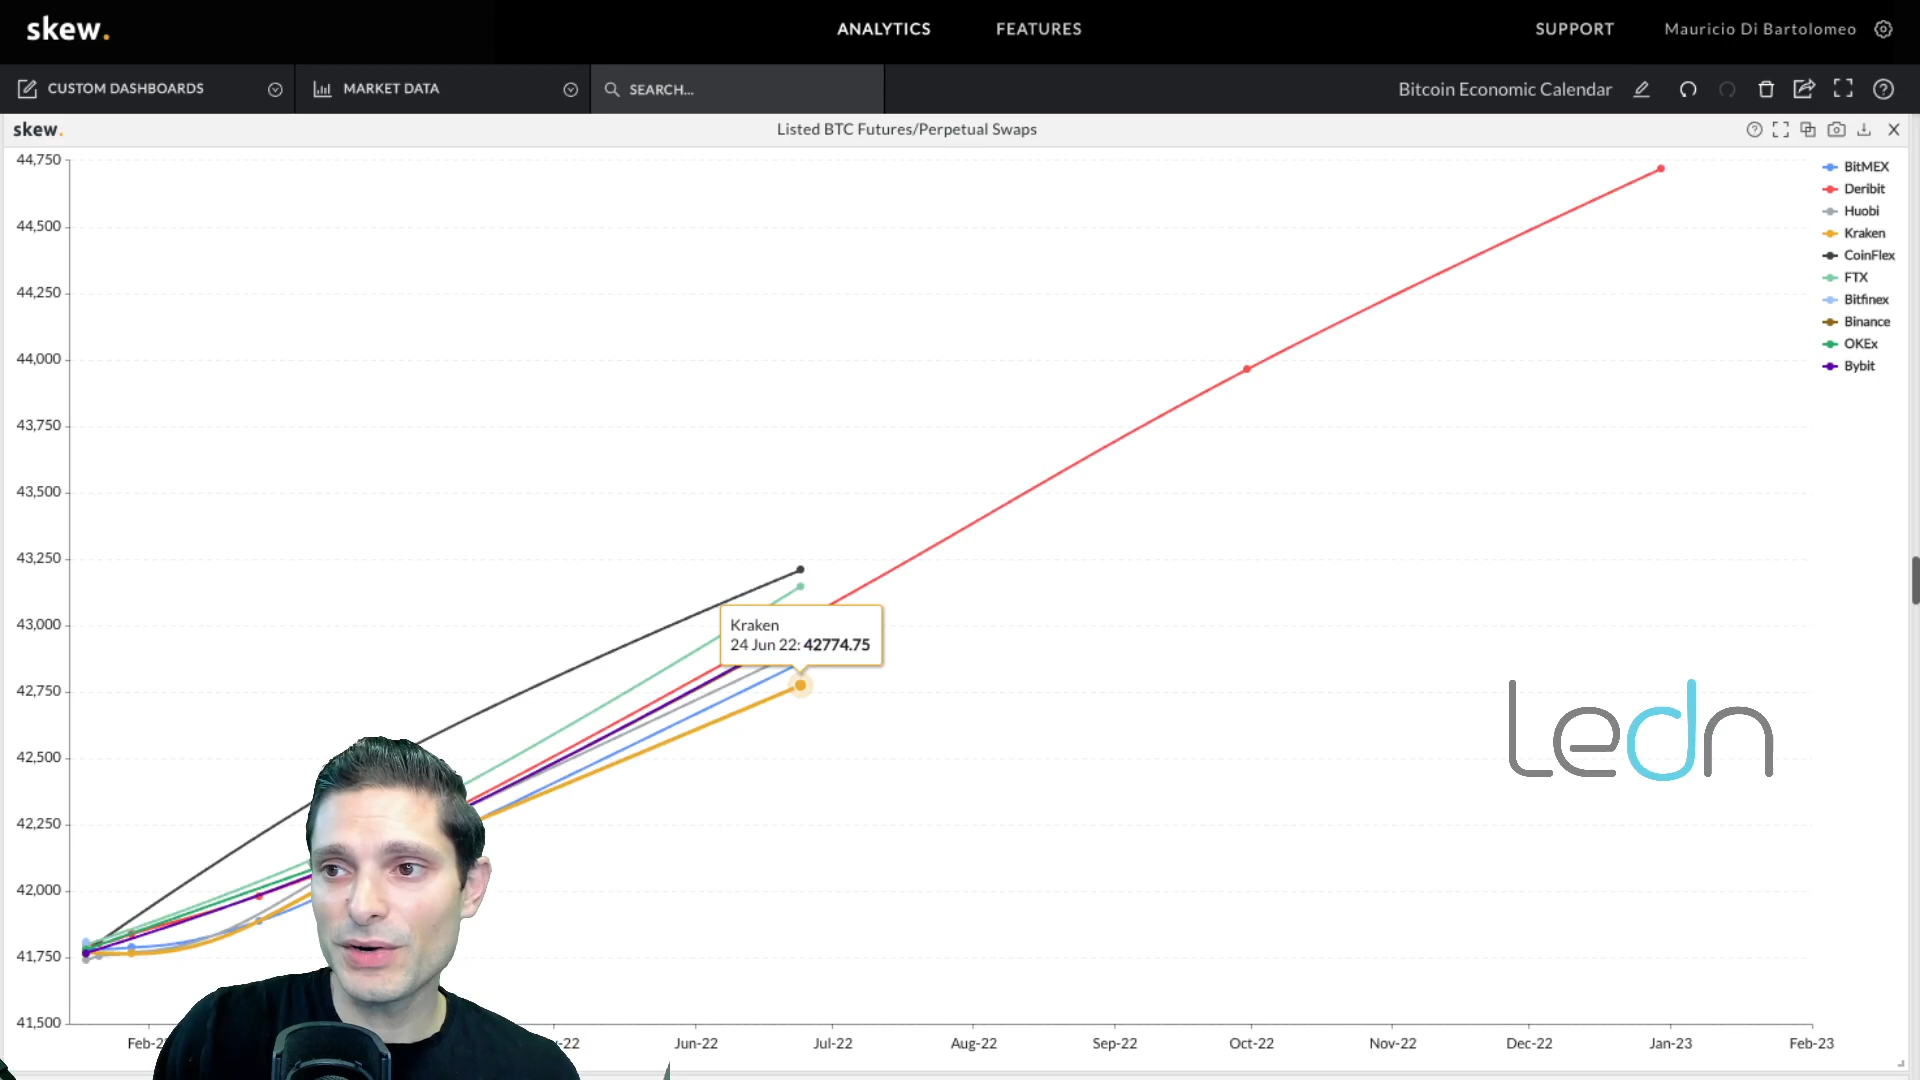 skew.
ANALYTICS
FEATURES
SUPPORT
Mauricio Di Bartolomeo
CUSTOM DASHBOARDS
MARKET DATA
SEARCH...
Bitcoin Economic Calendar
skew.
Listed BTC Futures/Perpetual Swaps
44,750
44,500
44,250
44,000
43,750
43,500
43,250
43,000
42,750
42,500
42,250
42,000
41,750
41,500
BitMEX
Deribit
Huobi
Kraken
CoinFlex
FTX
Bitfinex
Binance
OKEx
Bybit
Kraken
24 Jun 22: 42774.75
ledn
Feb-2
-22
Jun-22
Jul-22
Aug-22
Sep-22
Oct-22
Nov-22
Dec-22
Jan-23
Feb-23